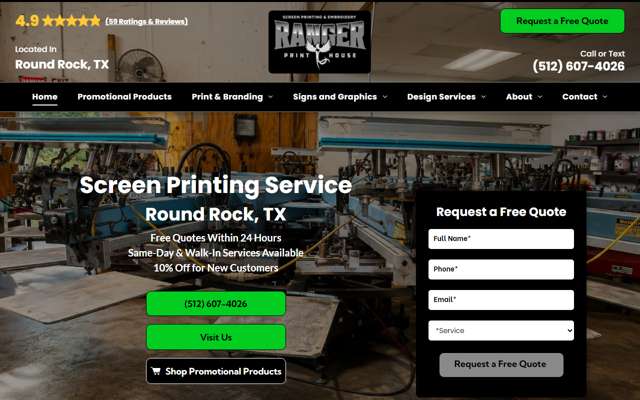 4.9 (59 Ratings & Reviews)
Located In
Round Rock, TX
SCREEN PRINTING & EMBROIDERY
RANGER
PRINT HOUSE
Request a Free Quote
Call or Text
(512) 607-4026
Home Promotional Products Print & Branding Signs and Graphics Design Services About Contact
Screen Printing Service
Round Rock, TX
Free Quotes Within 24 Hours
Same-Day & Walk-In Services Available
10% Off for New Customers
(512) 607-4026
Visit Us
Shop Promotional Products
Request a Free Quote
Full Name*
Phone*
Email*
*Service
Request a Free Quote